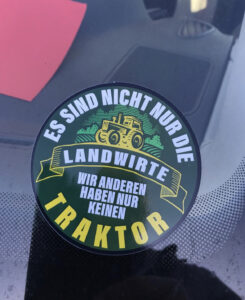 ES SIND NICHT NUR DIE
LANDWIRTE
WIR ANDEREN
HABEN NUR
KEINEN
TRAKTOR